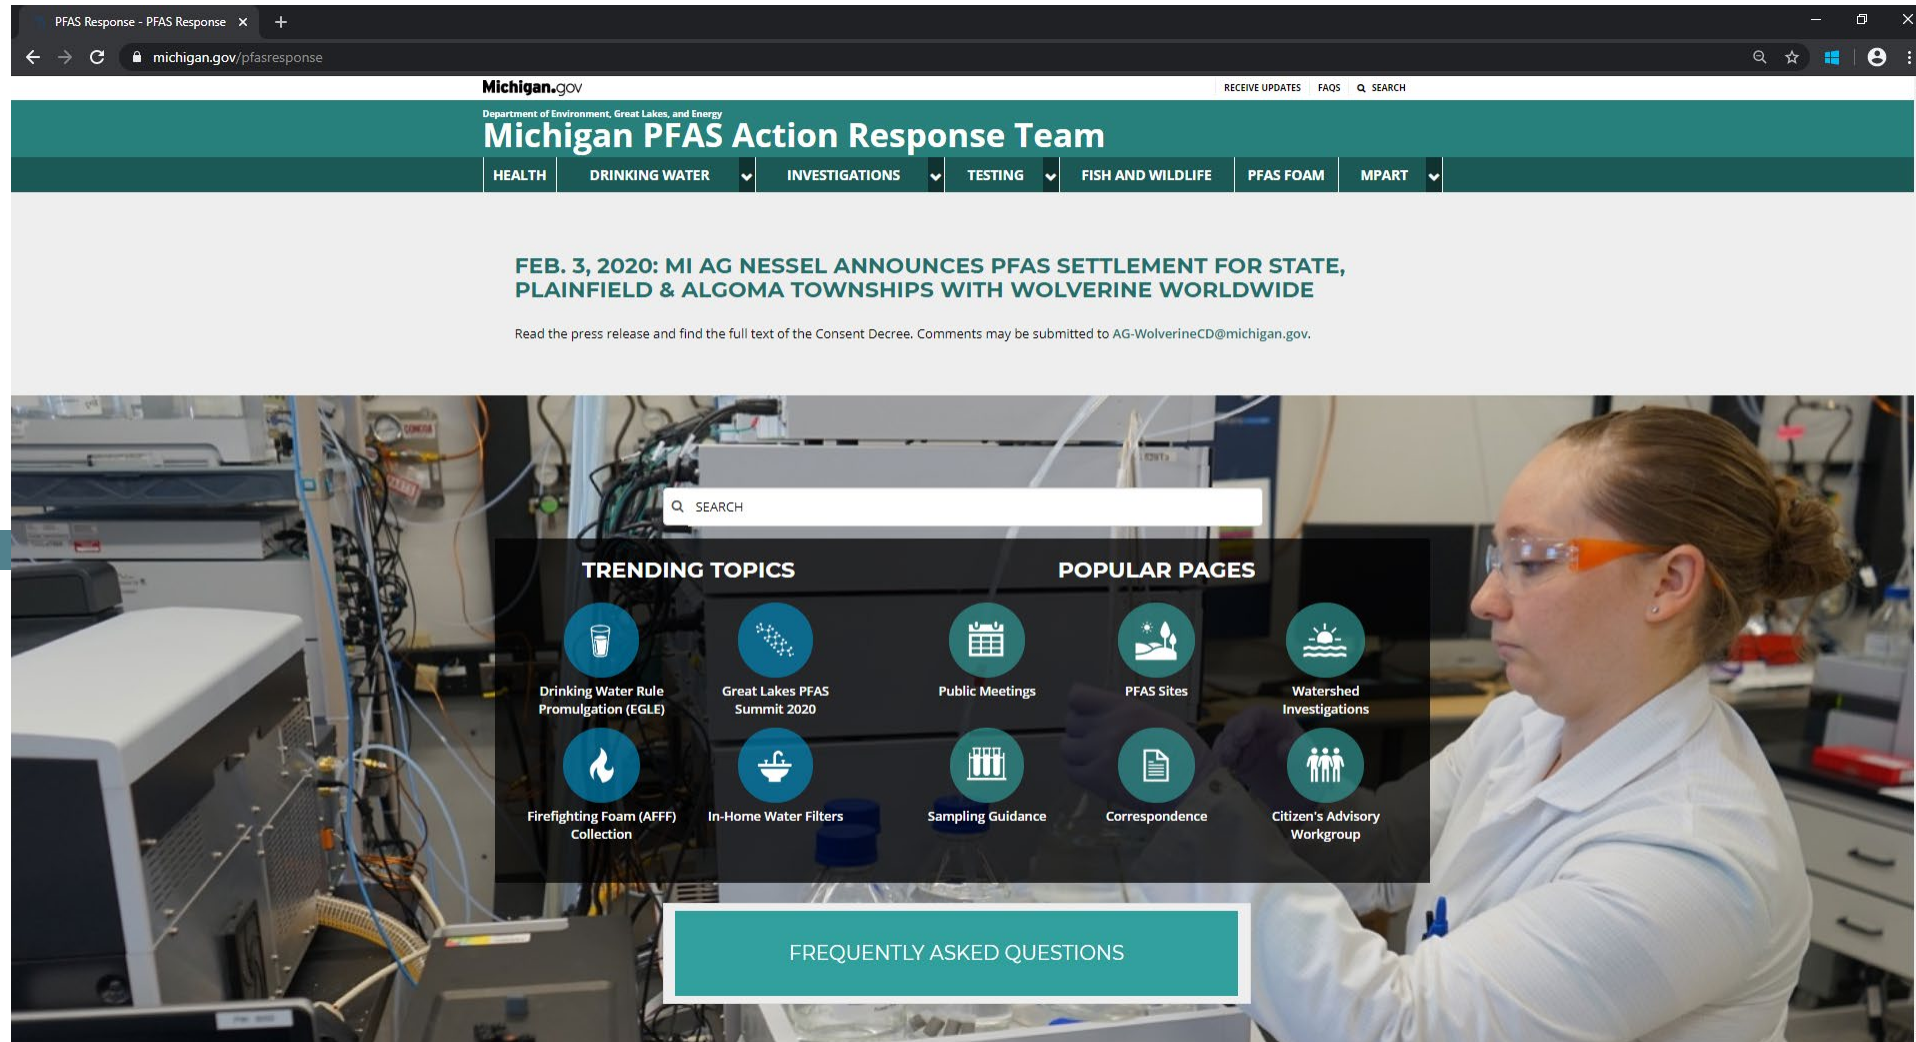 PFAS Response - PFAS Response
michigan.gov/pfasresponse
Michigan.gov
RECEIVE UPDATES FAQS SEARCH
Department of Environment, Great Lakes, and Energy
Michigan PFAS Action Response Team
HEALTH DRINKING WATER INVESTIGATIONS TESTING FISH AND WILDLIFE PFAS FOAM MPART
FEB. 3, 2020: MI AG NESSEL ANNOUNCES PFAS SETTLEMENT FOR STATE,
PLAINFIELD & ALGOMA TOWNSHIPS WITH WOLVERINE WORLDWIDE
Read the press release and find the full text of the Consent Decree. Comments may be submitted to AG-WolverineCD@michigan.gov.
SEARCH
TRENDING TOPICS
Drinking Water Rule
Promulgation (EGLE)
Great Lakes PFAS
Summit 2020
Firefighting Foam (AFFF)
Collection
In-Home Water Filters
POPULAR PAGES
Public Meetings
PFAS Sites
Watershed
Investigations
Sampling Guidance
Correspondence
Citizen's Advisory
Workgroup
FREQUENTLY ASKED QUESTIONS